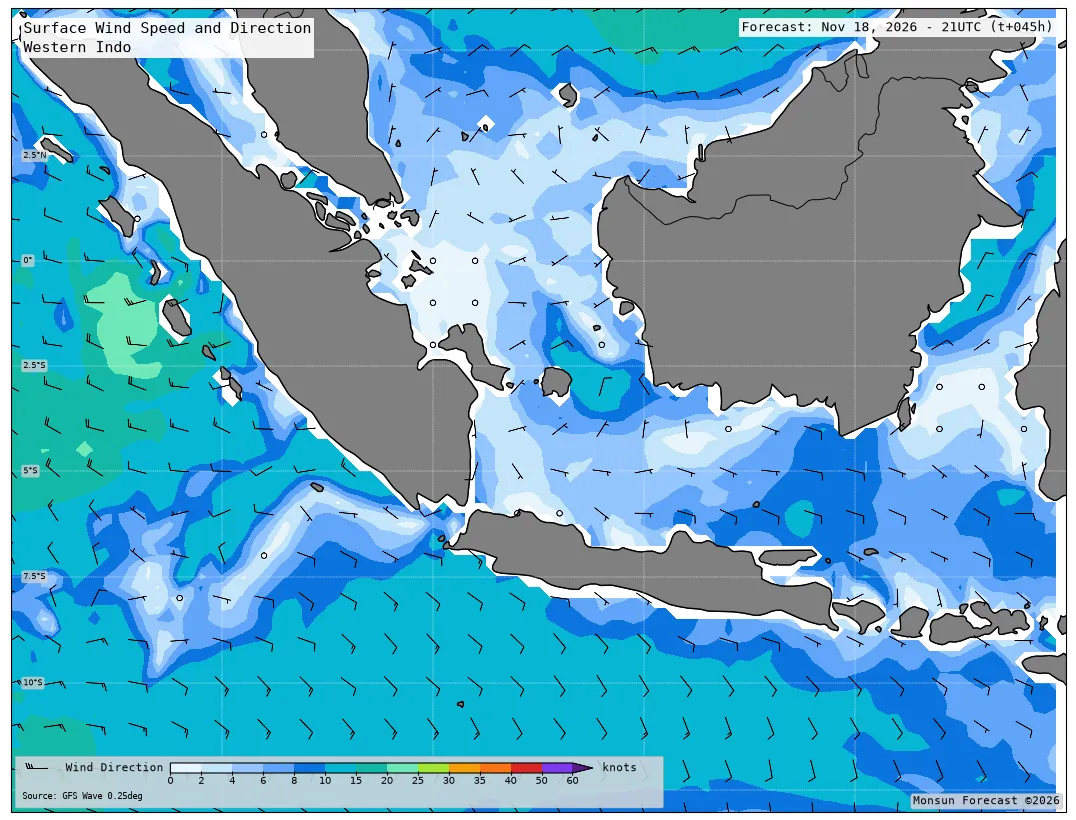 Surface Wind Speed and Direction
Western Indo
Forecast: Nov 18, 2026 - 21UTC (t+045h)
2.5°N
0°
2.5°S
5°S
7.5°S
10°S
Wind Direction
knots
0 2 4 6 8 10 15 20 25 30 35 40 50 60
Source: GFS Wave 0.25deg
Monsun Forecast ©2026